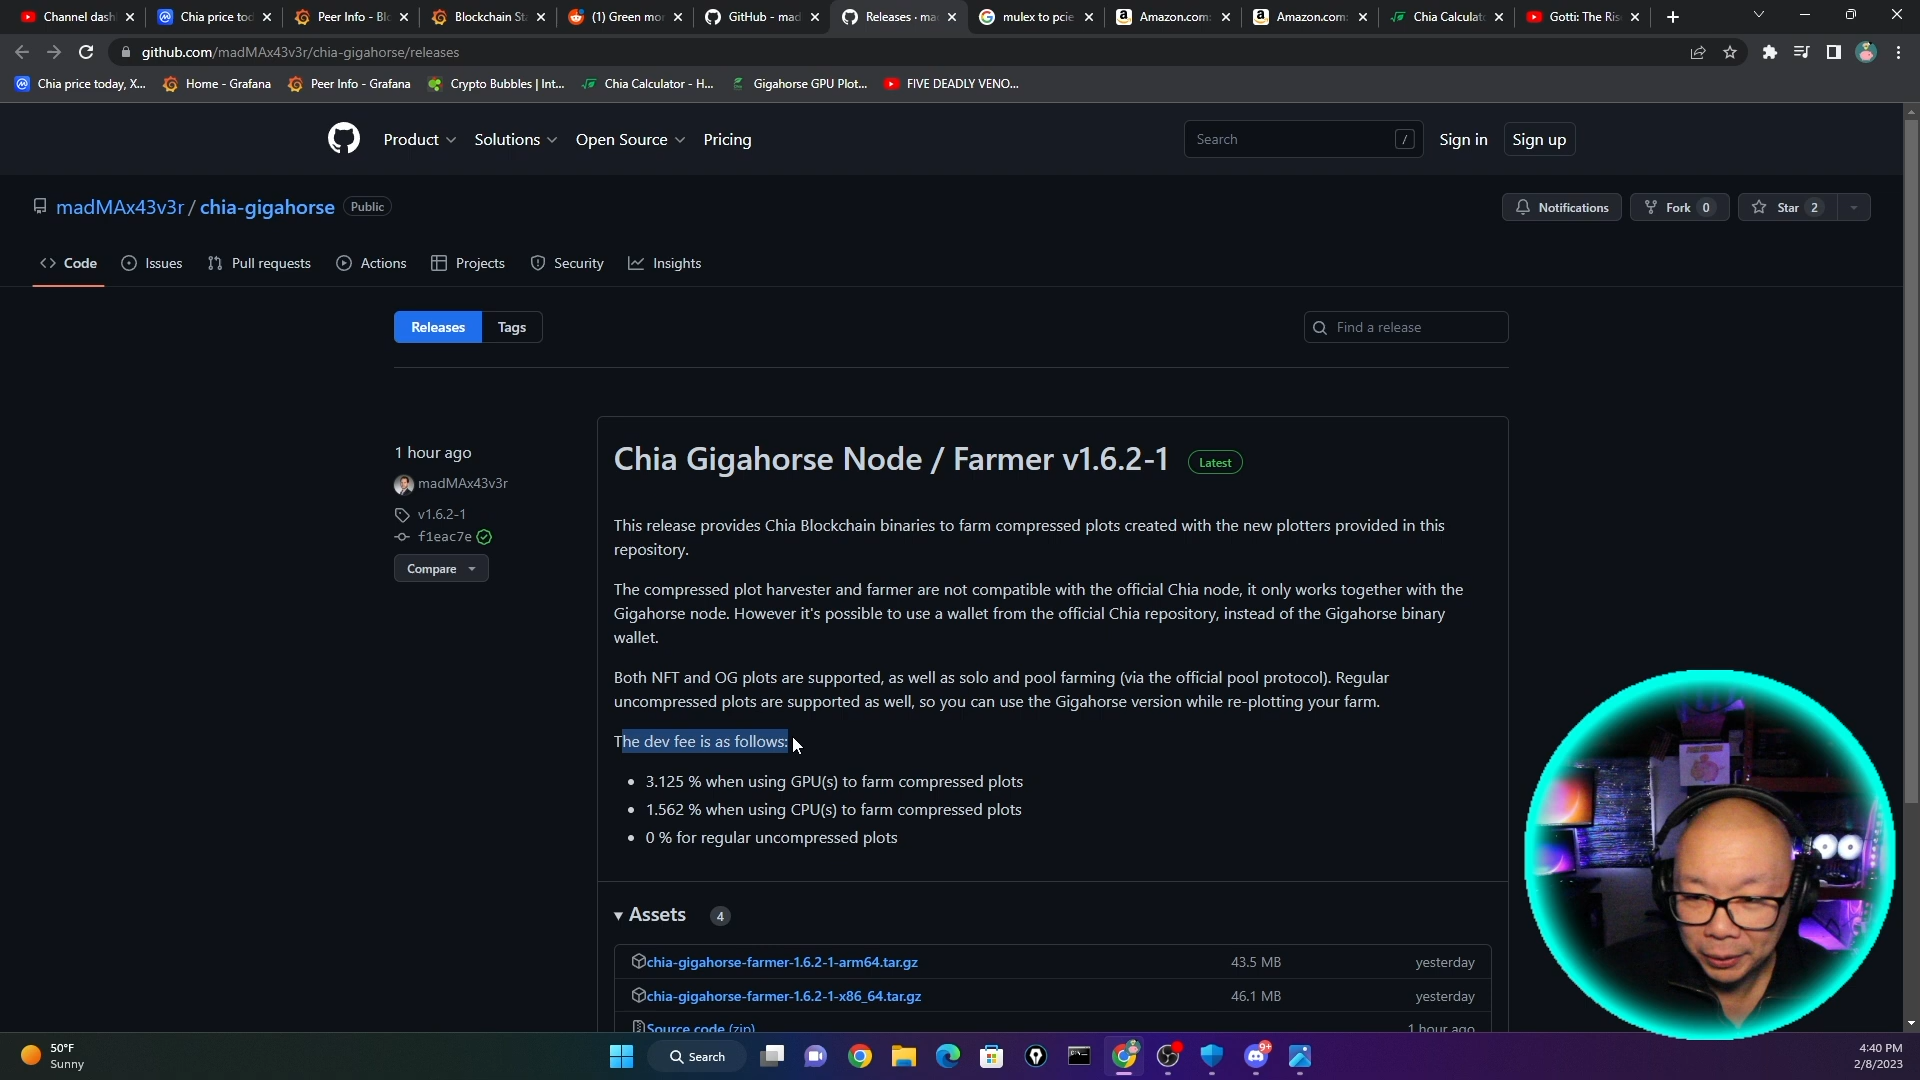 Channel dash
Chia price tod
Peer Info - Blo
Blockchain St
(1) Green mor
GitHub - mad
Releases · ma
mulex to pcie
Amazon.com:
Amazon.com:
Chia Calculat
Gotti: The Ris
github.com/madMAx43v3r/chia-gigahorse/releases
Chia price today, X...
Home - Grafana
Peer Info - Grafana
Crypto Bubbles | Int...
Chia Calculator - H...
Gigahorse GPU Plot...
FIVE DEADLY VENO...
Product
Solutions
Open Source
Pricing
Search /
Sign in
Sign up
madMAx43v3r / chia-gigahorse Public
Notifications
Fork 0
Star 2
Code
Issues
Pull requests
Actions
Projects
Security
Insights
Releases
Tags
Find a release
1 hour ago
madMAx43v3r
v1.6.2-1
f1eac7e
Compare
Chia Gigahorse Node / Farmer v1.6.2-1 Latest
This release provides Chia Blockchain binaries to farm compressed plots created with the new plotters provided in this
repository.
The compressed plot harvester and farmer are not compatible with the official Chia node, it only works together with the
Gigahorse node. However it's possible to use a wallet from the official Chia repository, instead of the Gigahorse binary
wallet.
Both NFT and OG plots are supported, as well as solo and pool farming (via the official pool protocol). Regular
uncompressed plots are supported as well, so you can use the Gigahorse version while re-plotting your farm.
The dev fee is as follows:
• 3.125 % when using GPU(s) to farm compressed plots
• 1.562 % when using CPU(s) to farm compressed plots
• 0 % for regular uncompressed plots
Assets 4
chia-gigahorse-farmer-1.6.2-1-arm64.tar.gz 43.5 MB yesterday
chia-gigahorse-farmer-1.6.2-1-x86_64.tar.gz 46.1 MB yesterday
Source code (zip) 1 hour ago
50°F
Sunny
Search
9+
4:40 PM
2/8/2023